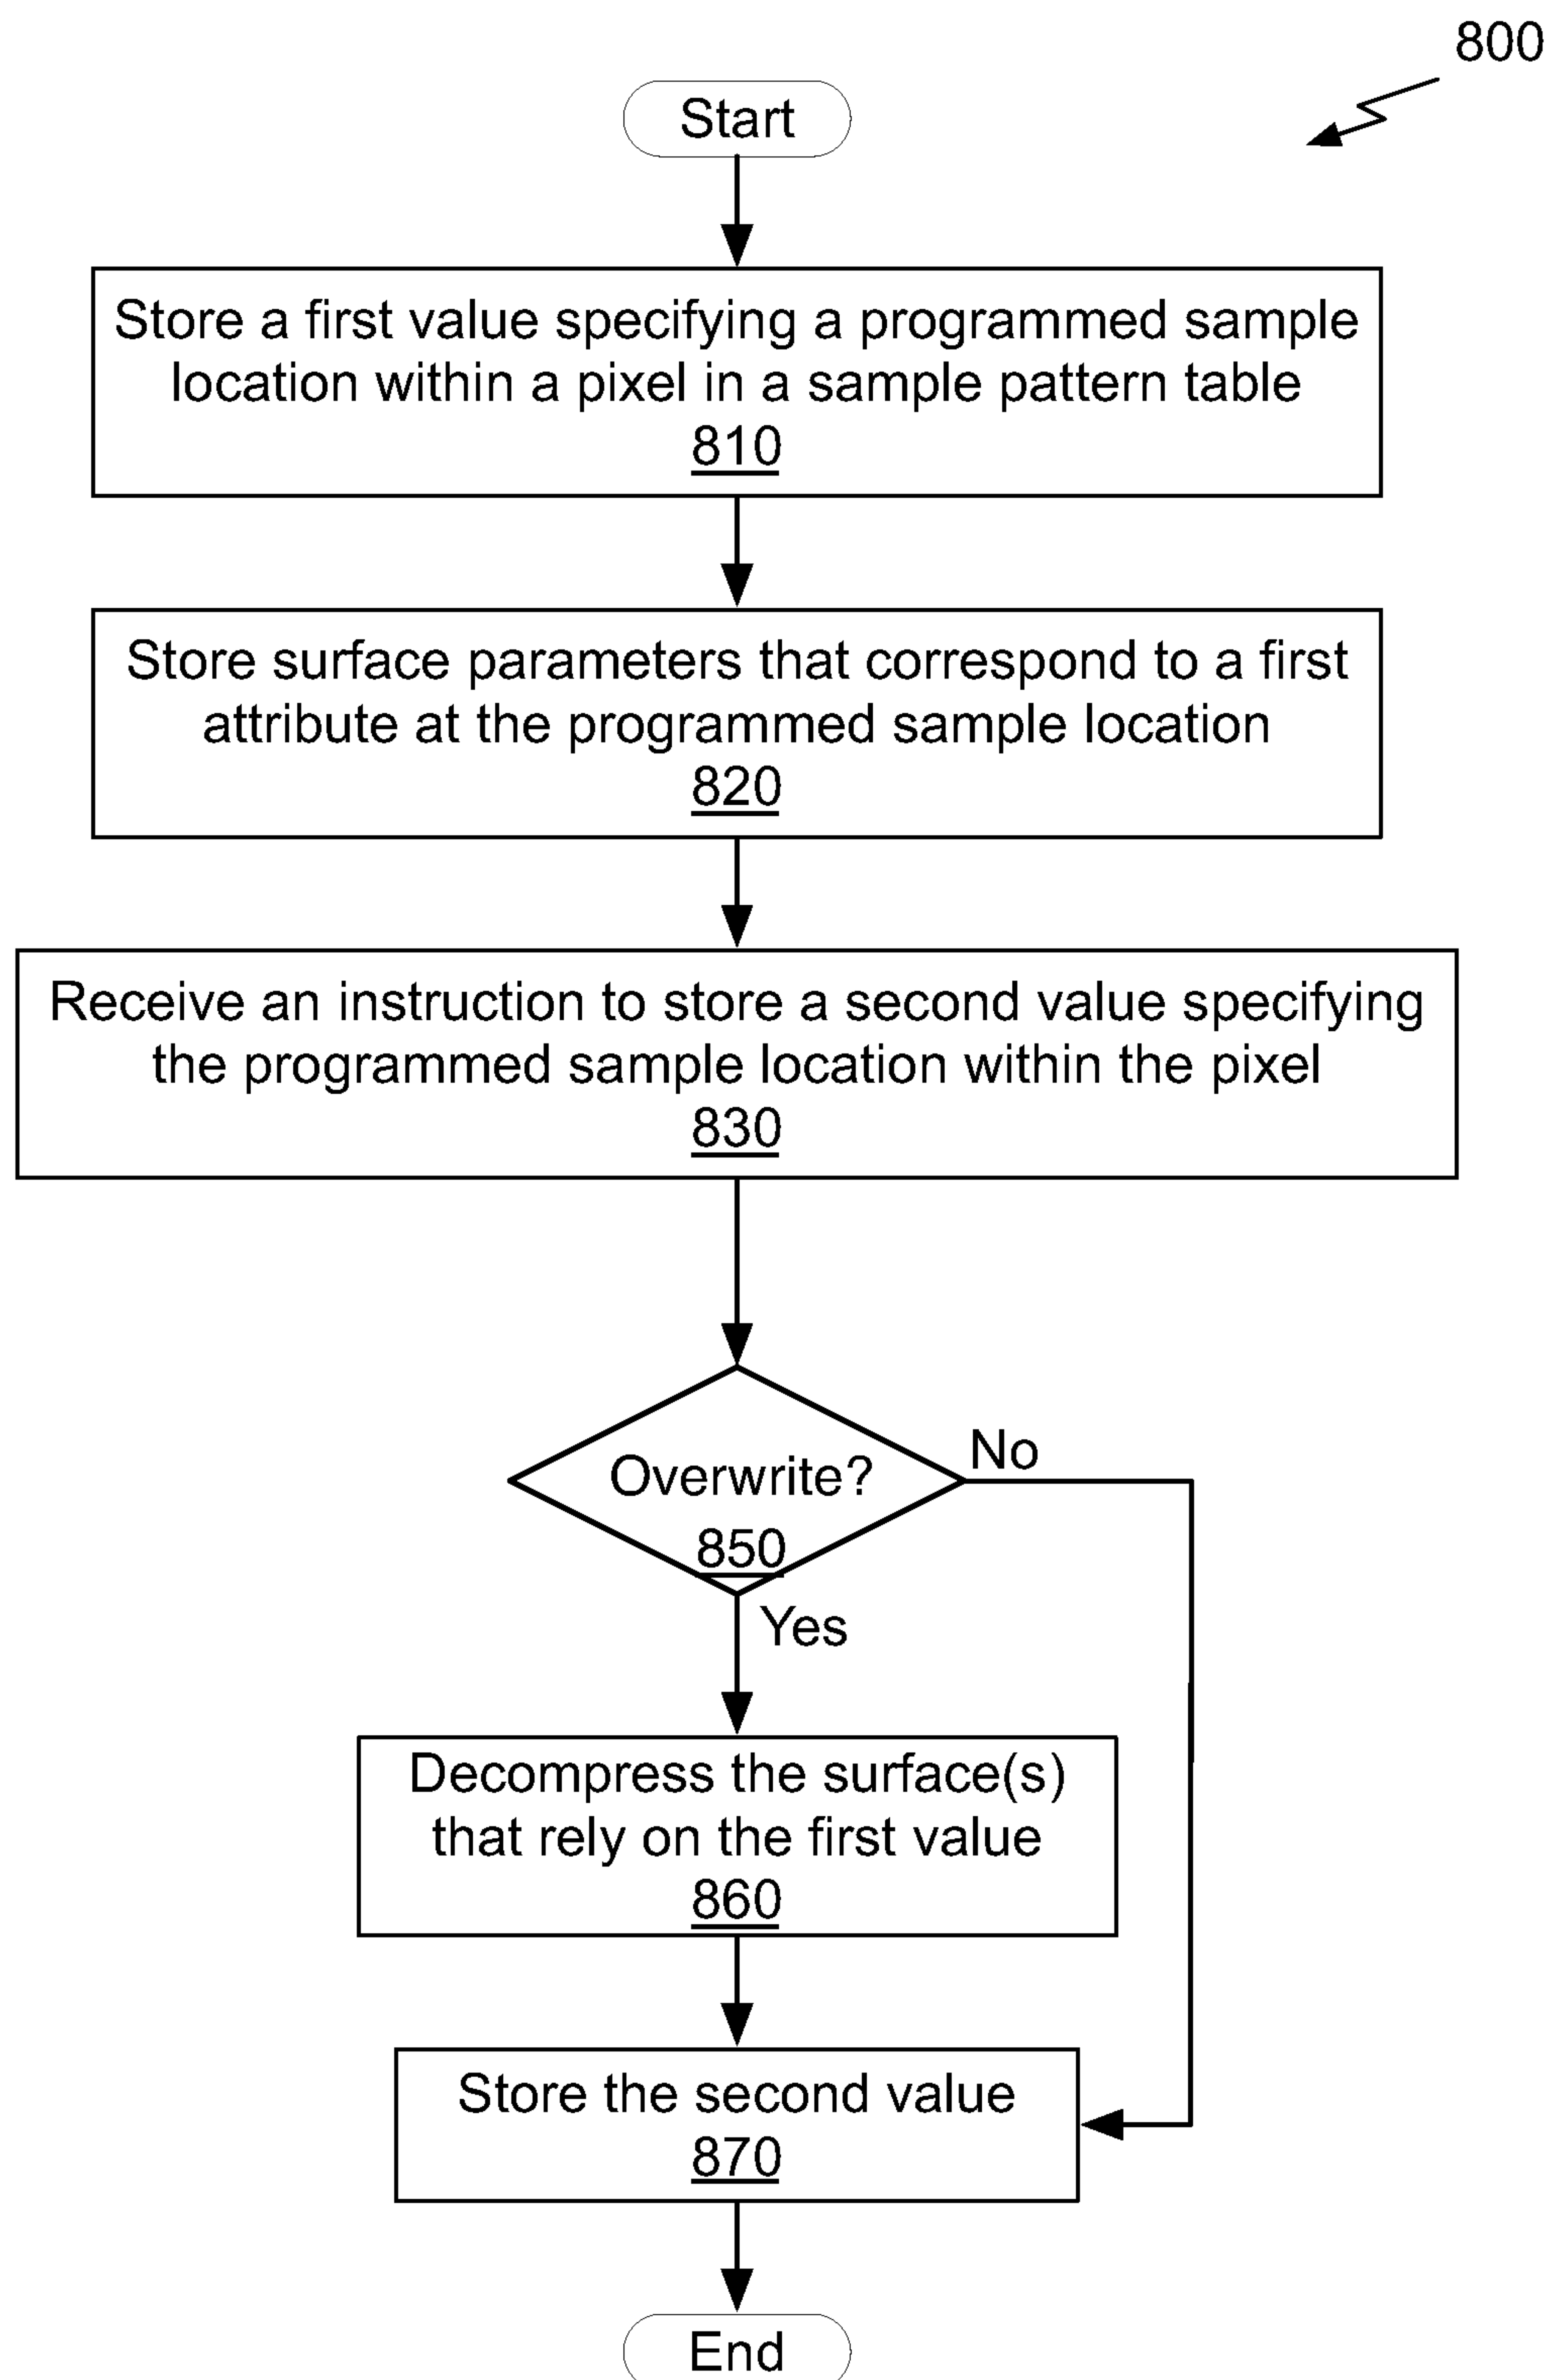 800
Start
Store a first value specifying a programmed sample
location within a pixel in a sample pattern table
810
Store surface parameters that correspond to a first
attribute at the programmed sample location
820
Receive an instruction to store a second value specifying
the programmed sample location within the pixel
830
Overwrite?
850
No
Yes
Decompress the surface(s)
that rely on the first value
860
Store the second value
870
End